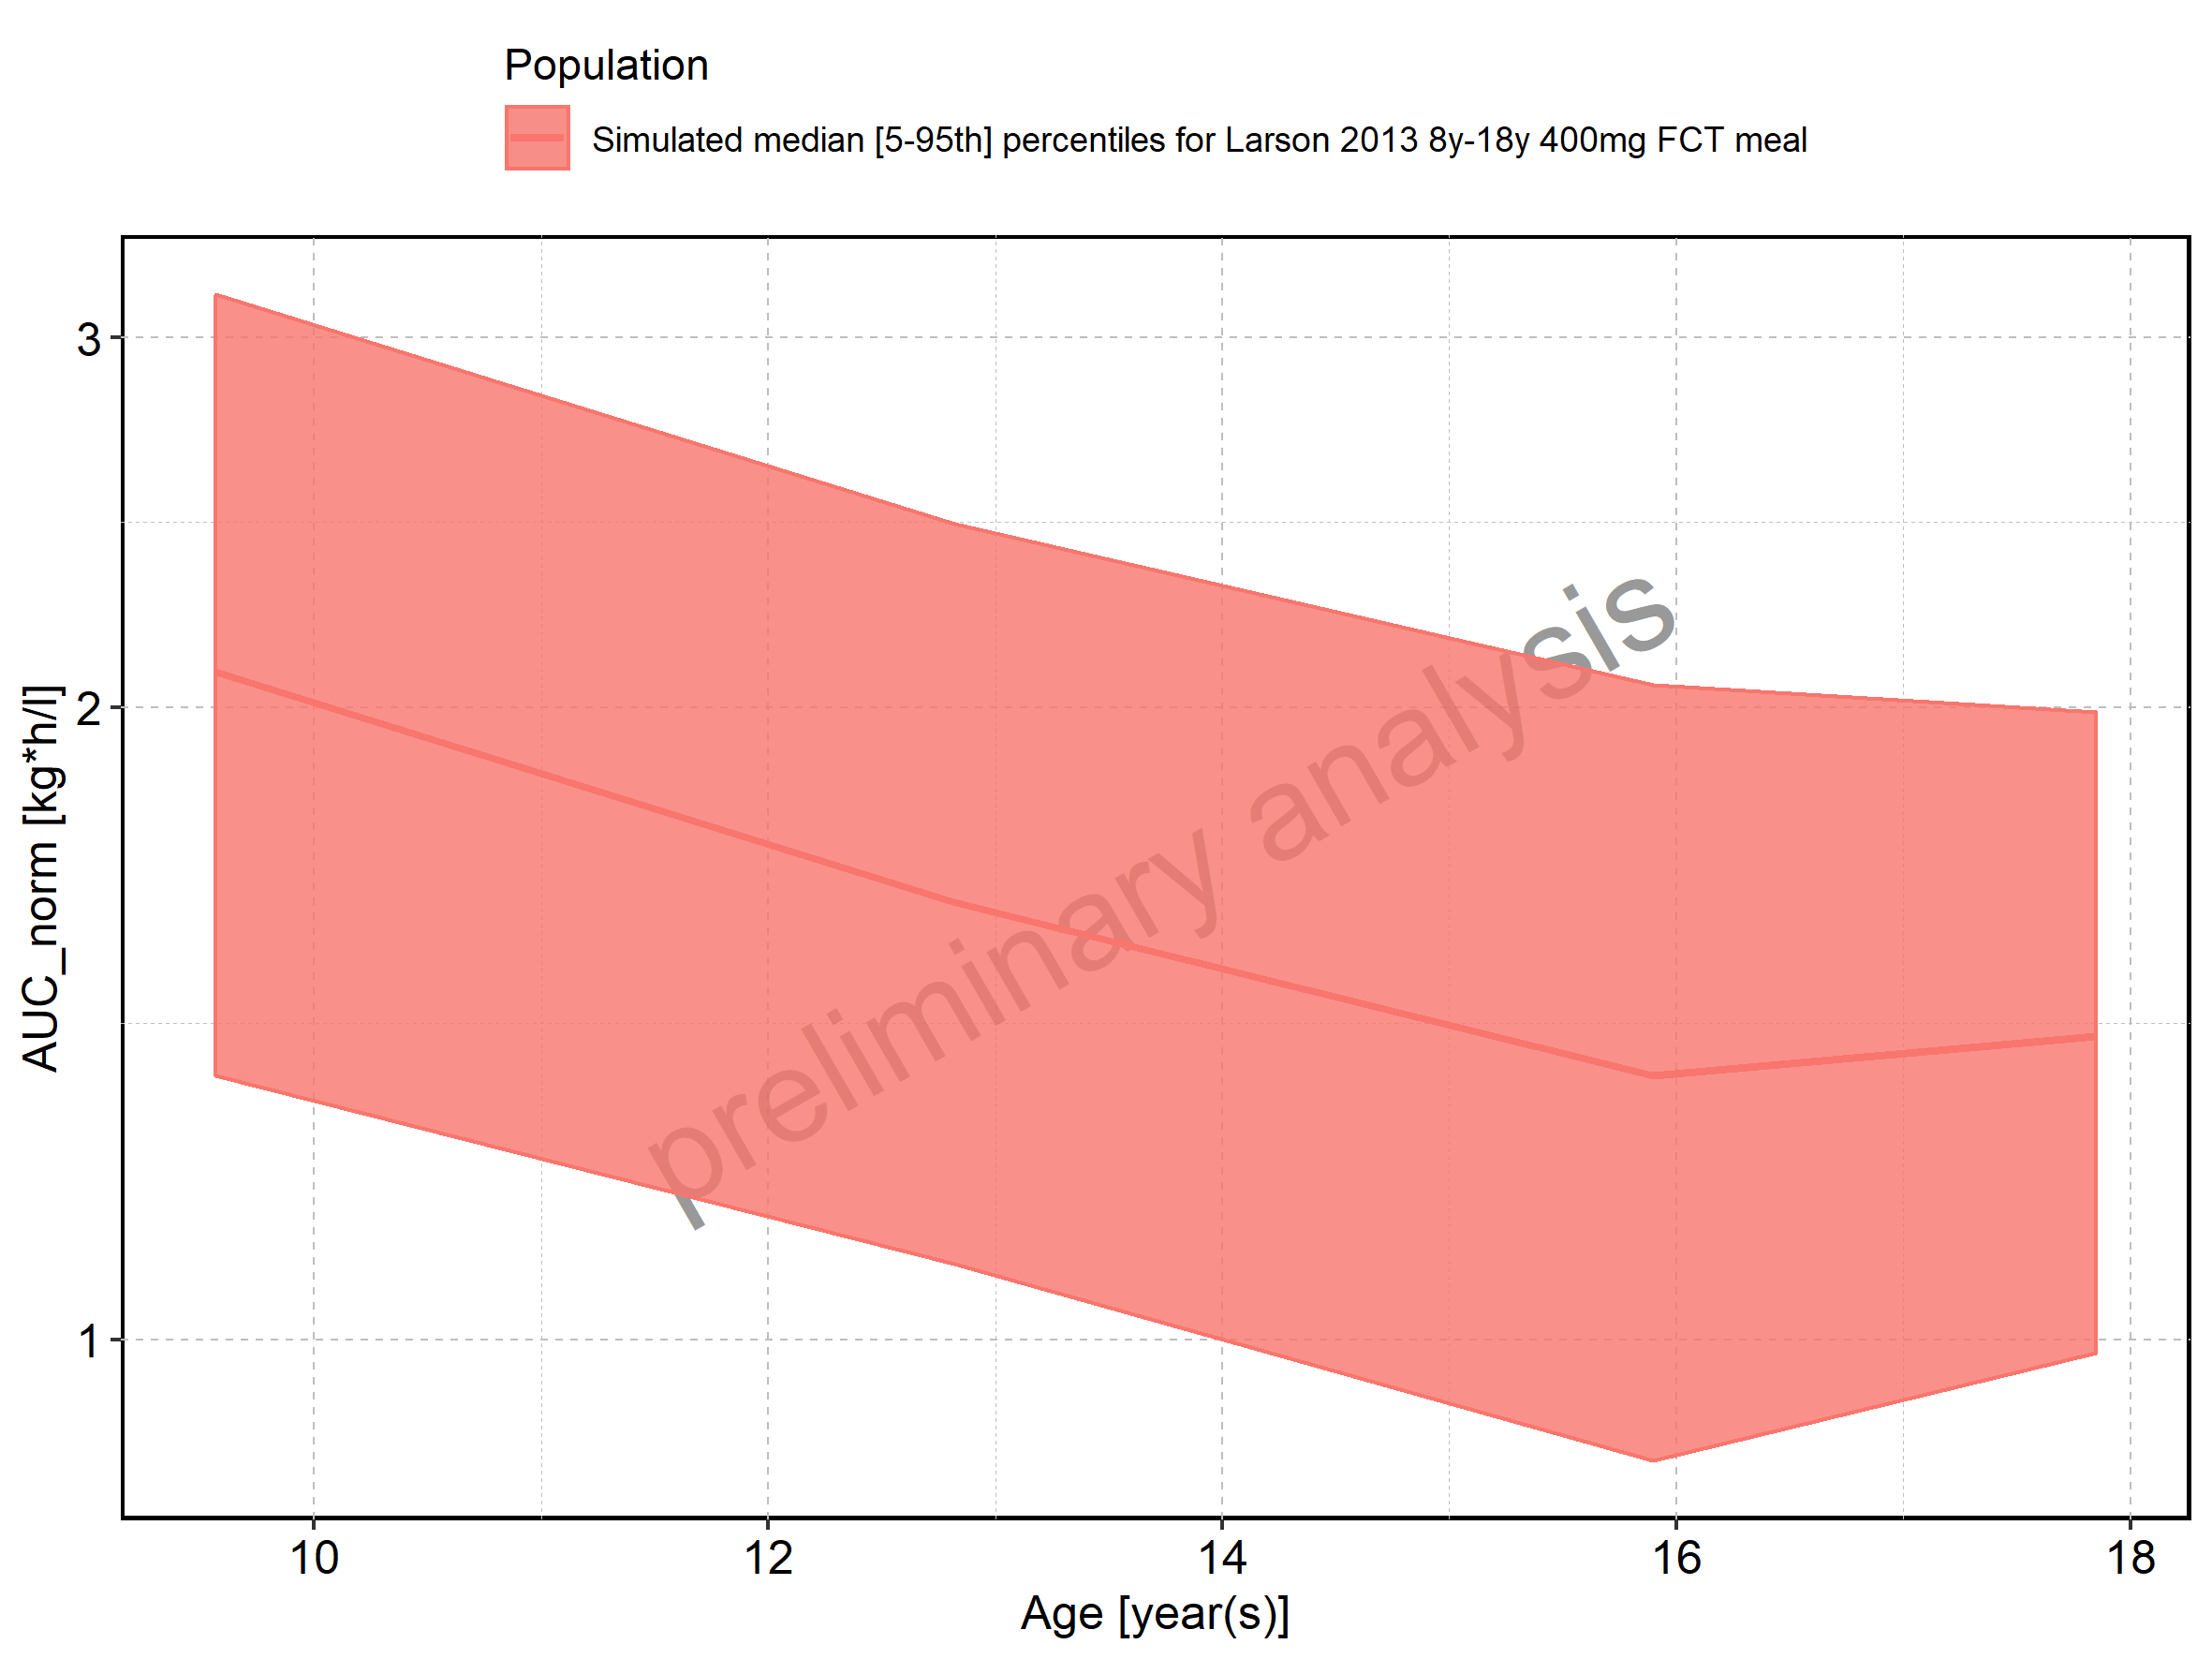 Population
Simulated median [5-95th] percentiles for Larson 2013 8y-18y 400mg FCT meal
3
2
1
AUC_norm [kg*h/l]
preliminary analysis
10 12 14 16 18
Age [year(s)]